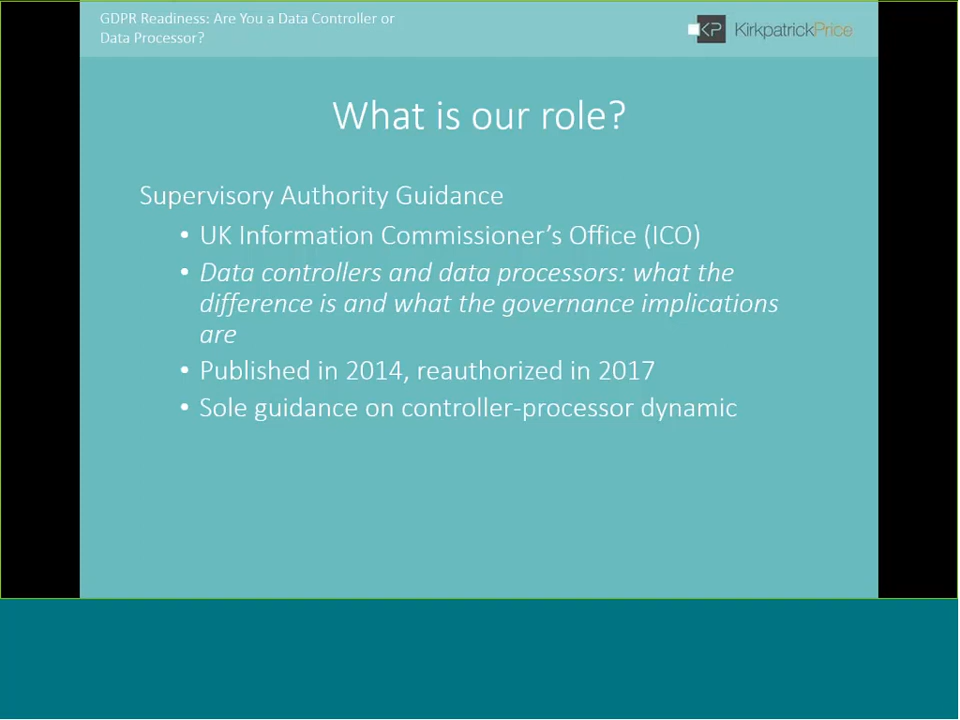 GDPR Readiness: Are You a Data Controller or
Data Processor?
KP KirkpatrickPrice
What is our role?
Supervisory Authority Guidance
• UK Information Commissioner’s Office (ICO)
• Data controllers and data processors: what the
difference is and what the governance implications
are
• Published in 2014, reauthorized in 2017
• Sole guidance on controller-processor dynamic